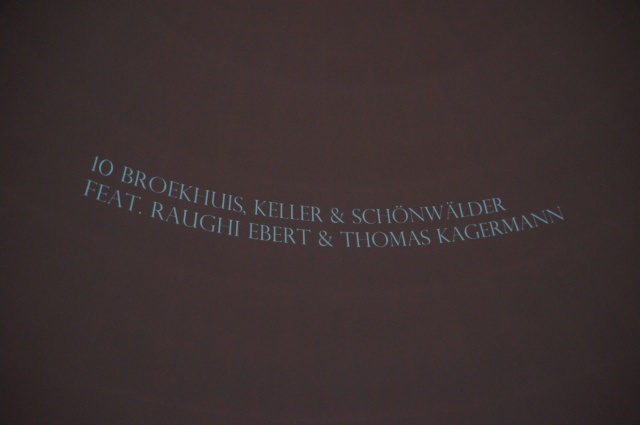 10 BROEKHUIS, KELLER & SCHÖNWÄLDER
FEAT. RAUGHI EBERT & THOMAS KAGERMANN